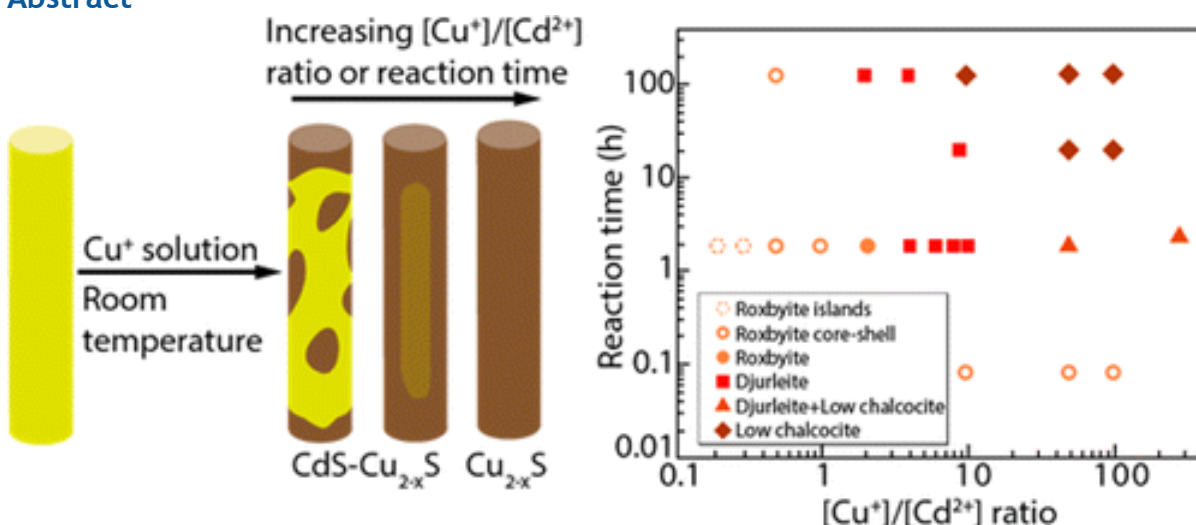 Abstract
Increasing [Cu⁺]/[Cd²⁺]
ratio or reaction time
Cu⁺ solution
Room
temperature
CdS-Cu₂₋ₓS
Cu₂₋ₓS
Reaction time (h)
100
10
1
0.1
0.01
Roxbyite islands
Roxbyite core-shell
Roxbyite
Djurleite
Djurleite+Low chalcocite
Low chalcocite
0.1
1
10
100
[Cu⁺]/[Cd²⁺] ratio